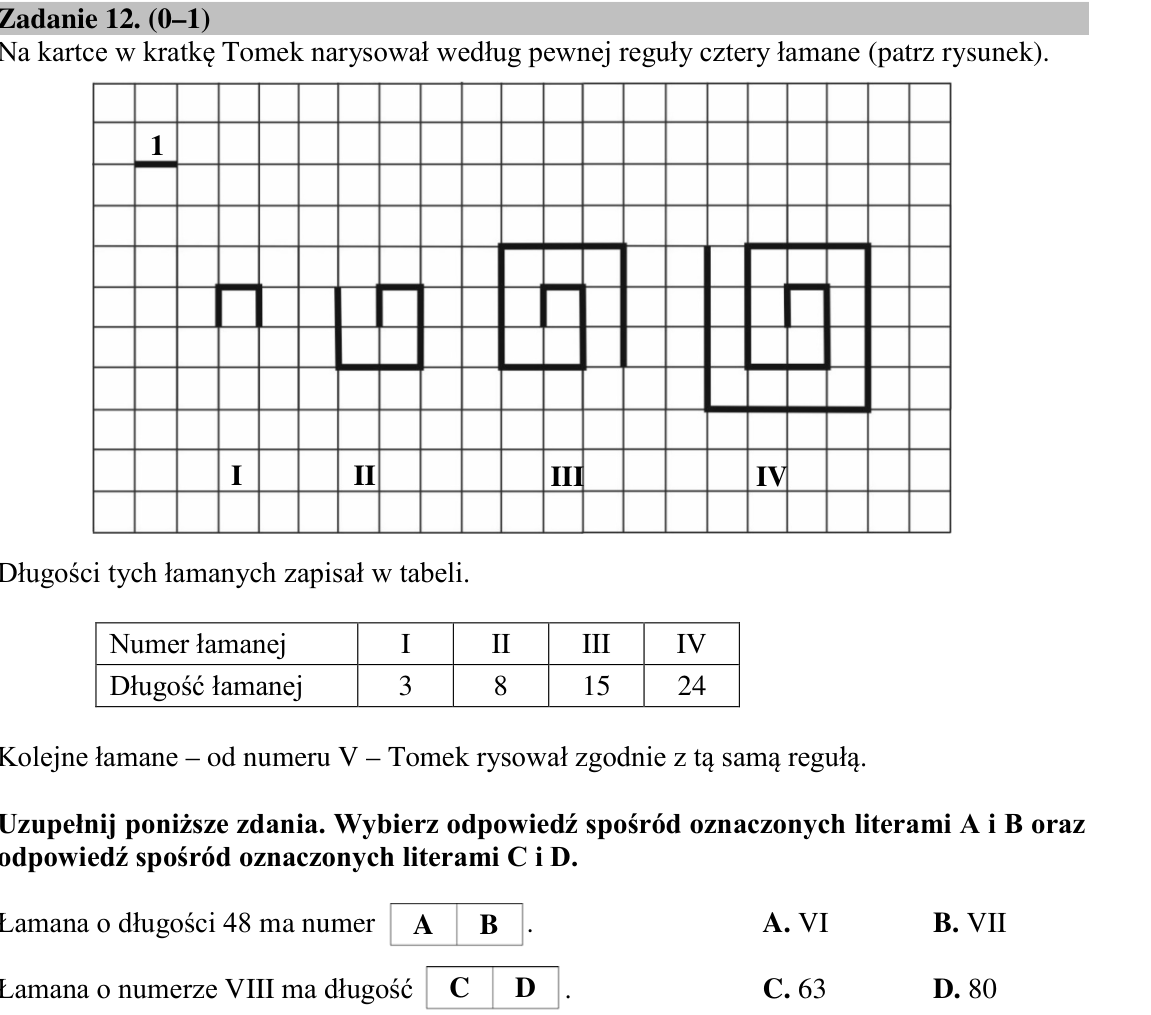 Zadanie 12. (0–1)
Na kartce w kratkę Tomek narysował według pewnej reguły cztery łamane (patrz rysunek).
1
I II III IV
Długości tych łamanych zapisał w tabeli.
Numer łamanej I II III IV
Długość łamanej 3 8 15 24
Kolejne łamane – od numeru V – Tomek rysował zgodnie z tą samą regułą.
Uzupełnij poniższe zdania. Wybierz odpowiedź spośród oznaczonych literami A i B oraz
odpowiedź spośród oznaczonych literami C i D.
Łamana o długości 48 ma numer A B . A. VI B. VII
Łamana o numerze VIII ma długość C D . C. 63 D. 80